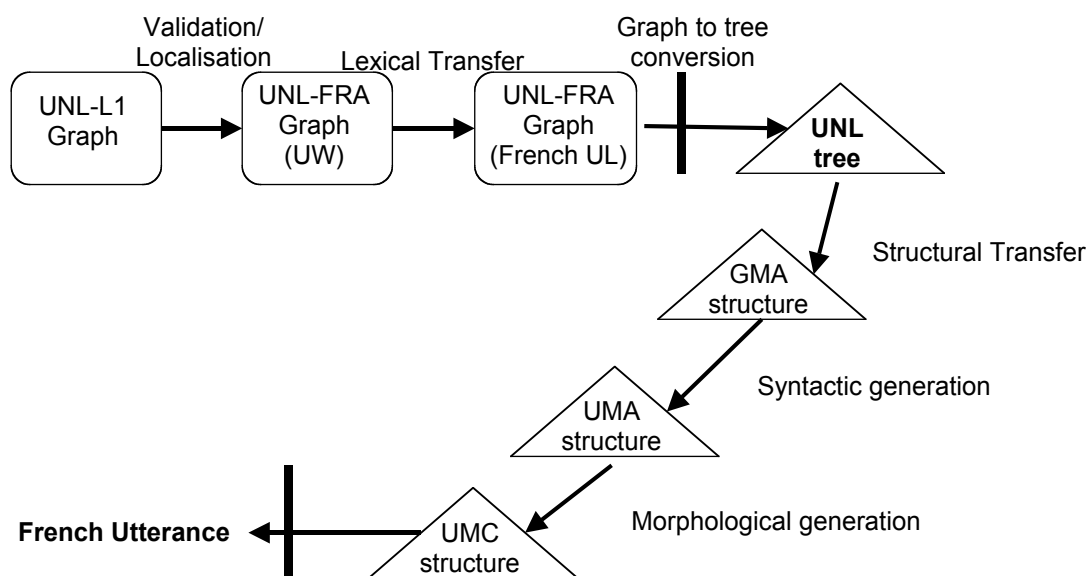 Validation/
Localisation
Lexical Transfer
Graph to tree
conversion
UNL-L1
Graph
UNL-FRA
Graph
(UW)
UNL-FRA
Graph
(French UL)
UNL
tree
Structural Transfer
GMA
structure
Syntactic generation
UMA
structure
Morphological generation
UMC
structure
French Utterance